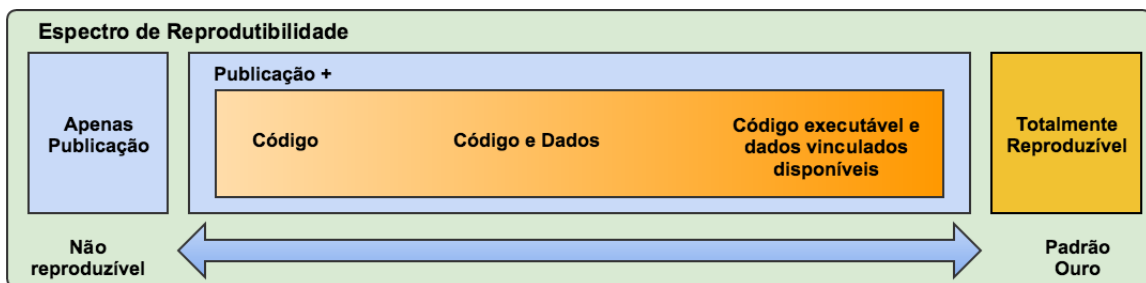 Espectro de Reprodutibilidade
Apenas
Publicação
Publicação +
Código
Código e Dados
Código executável e
dados vinculados
disponíveis
Totalmente
Reproduzível
Não
reproduzível
Padrão
Ouro